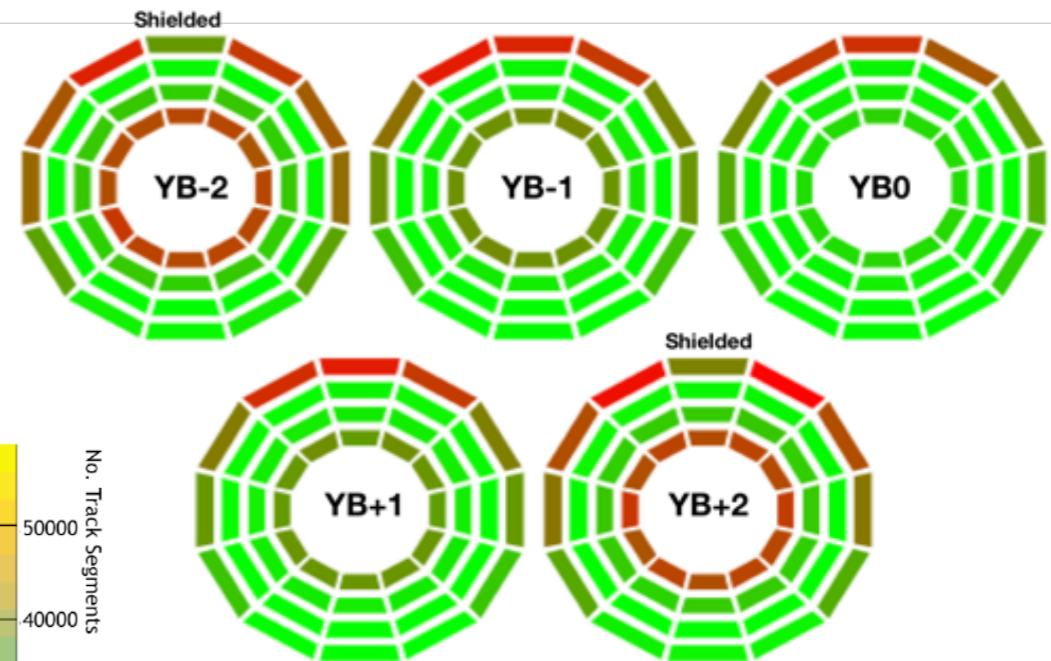 Shielded
YB-2
YB-1
YB0
Shielded
YB+1
YB+2
No. Track Segments
50000
40000